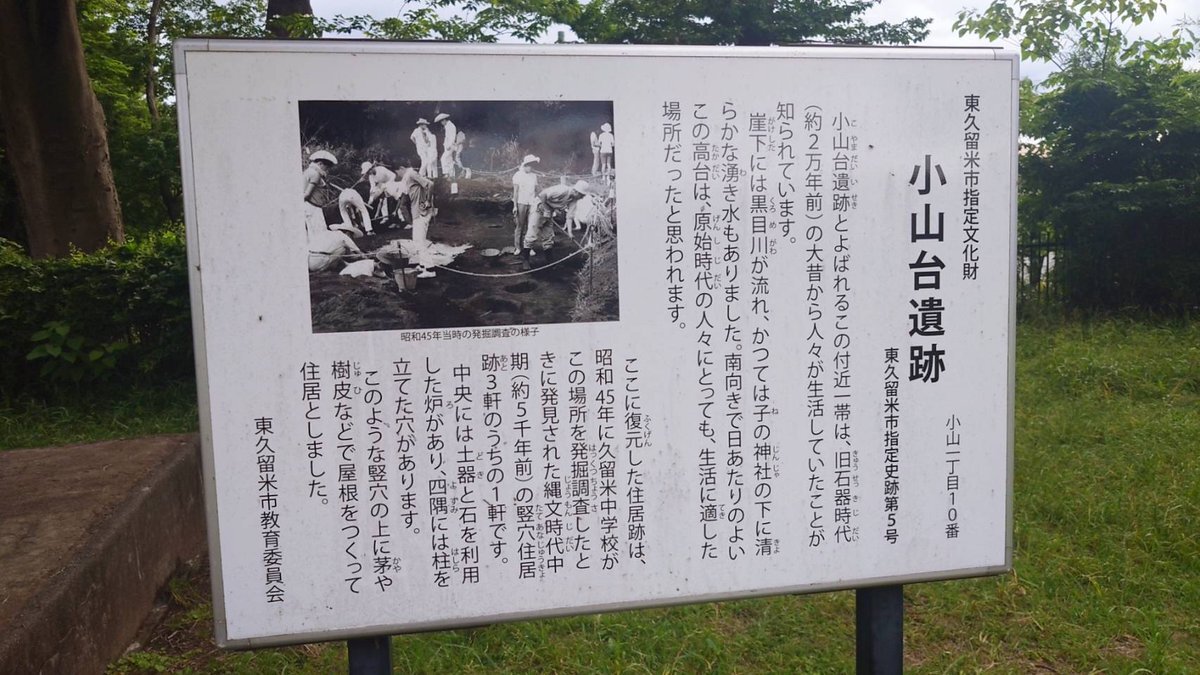 東久留米市指定文化財
小山台遺跡
小山一丁目10番
東久留米市指定史跡第5号
小山台遺跡とよばれるこの付近一帯は、旧石器時代
（約2万年前）の大昔から人々が生活していたことが
知られています。
崖下には黒目川が流れ、かつては子の神社の下に清
らかな湧き水もありました。南向きで日あたりのよい
この高台は、原始時代の人々にとっても、生活に適した
場所だったと思われます。
昭和45年当時の発掘調査の様子
ここに復元した住居跡は、
昭和45年に久留米中学校が
この場所を発掘調査したと
きに発見された縄文時代中
期（約5千年前）の竪穴住居
跡3軒のうちの1軒です。
中央には土器と石を利用
した炉があり、四隅には柱を
立てた穴があります。
このような竪穴の上に茅や
樹皮などで屋根をつくって
住居としました。
東久留米市教育委員会